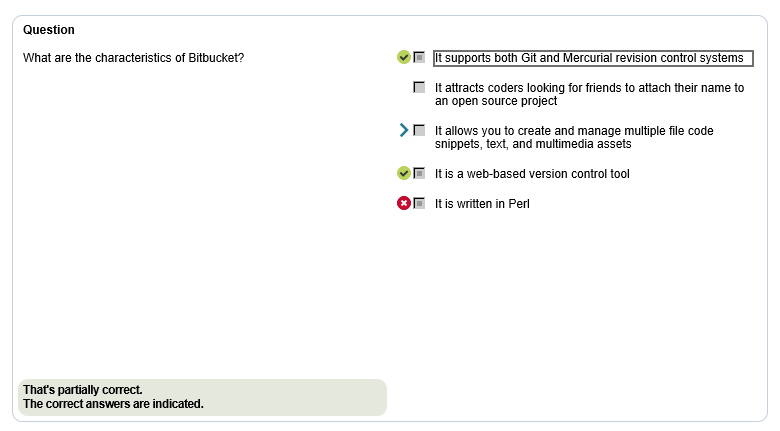 Question
What are the characteristics of Bitbucket?
It supports both Git and Mercurial revision control systems
It attracts coders looking for friends to attach their name to
an open source project
It allows you to create and manage multiple file code
snippets, text, and multimedia assets
It is a web-based version control tool
It is written in Perl
That's partially correct.
The correct answers are indicated.